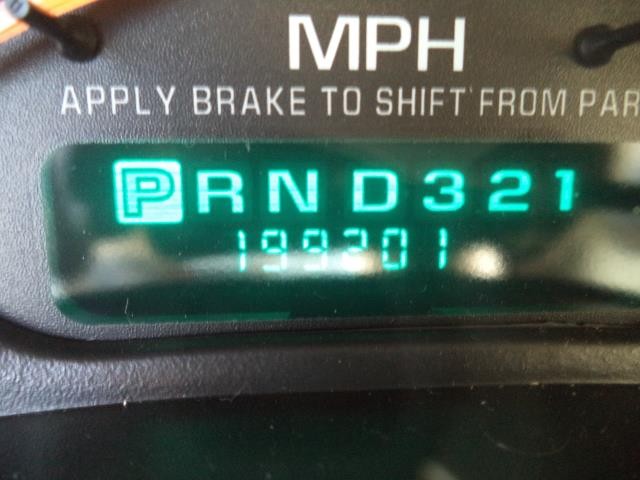 MPH
APPLY BRAKE TO SHIFT FROM PAR
P R N D 3 2 1
199201